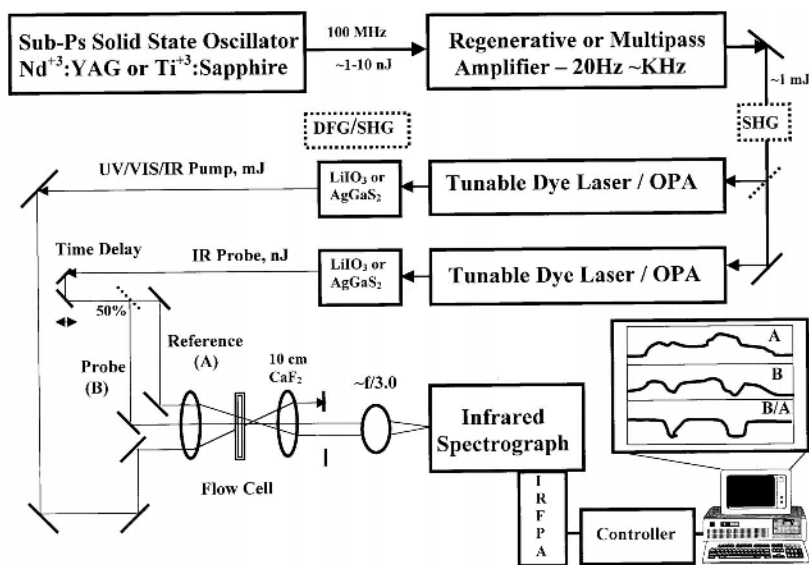 Sub-Ps Solid State Oscillator
Nd⁺³:YAG or Ti⁺³:Sapphire
100 MHz
~1-10 nJ
Regenerative or Multipass
Amplifier – 20Hz ~KHz
~1 mJ
SHG
DFG/SHG
UV/VIS/IR Pump, mJ
LiIO₃ or
AgGaS₂
Tunable Dye Laser / OPA
Time Delay
IR Probe, nJ
LiIO₃ or
AgGaS₂
Tunable Dye Laser / OPA
50%
Reference
(A)
Probe
(B)
10 cm
CaF₂
~f/3.0
Flow Cell
Infrared
Spectrograph
I
R
F
P
A
Controller
A
B
B/A